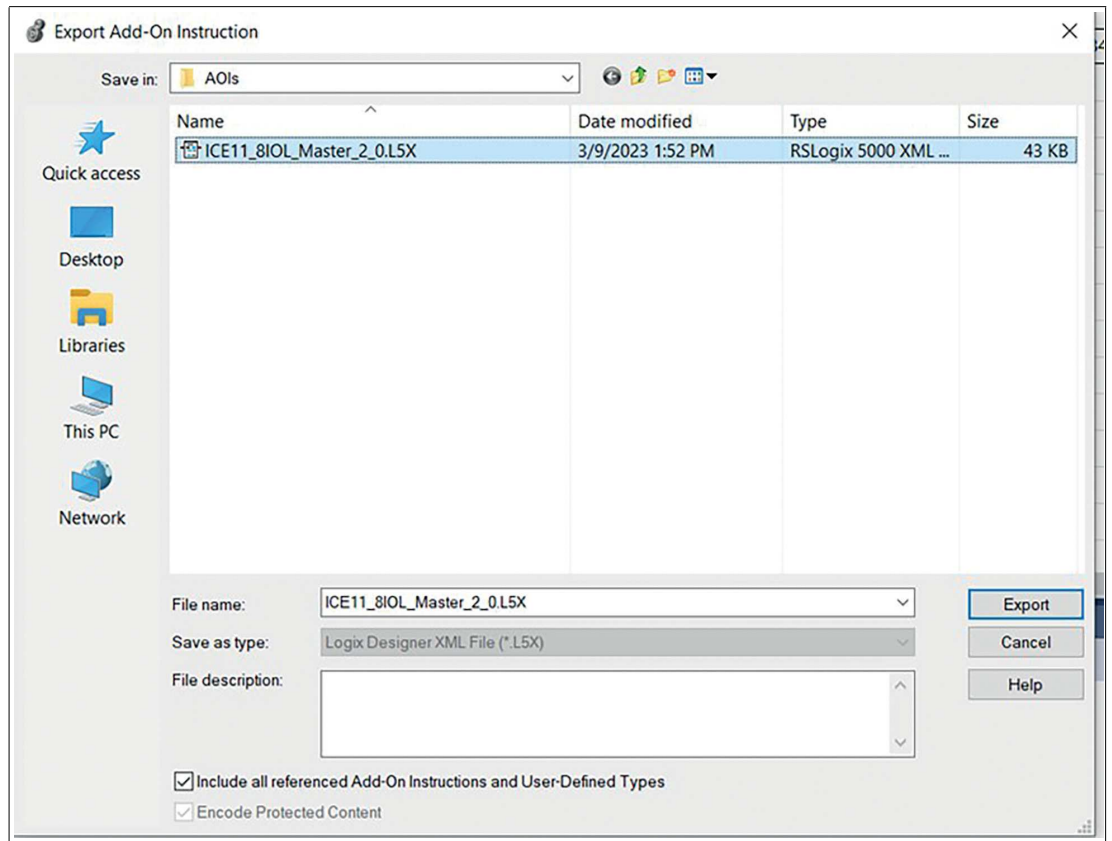 Export Add-On Instruction
Save in: AOIs
Name Date modified Type Size
ICE11_8IOL_Master_2_0.L5X 3/9/2023 1:52 PM RSLogix 5000 XML ... 43 KB
Quick access
Desktop
Libraries
This PC
Network
File name: ICE11_8IOL_Master_2_0.L5X Export
Save as type: Logix Designer XML File (*.L5X) Cancel
File description: Help
Include all referenced Add-On Instructions and User-Defined Types
Encode Protected Content